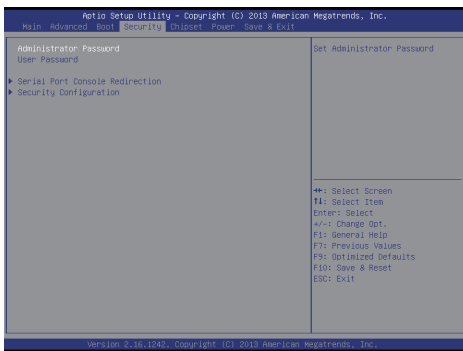 Aptio Setup Utility – Copyright (C) 2013 American Megatrends, Inc.
Main Advanced Boot Security Chipset Power Save & Exit
Administrator Password
User Password
Serial Port Console Redirection
Security Configuration
Set Administrator Password
→←: Select Screen
↑↓: Select Item
Enter: Select
+/-: Change Opt.
F1: General Help
F7: Previous Values
F9: Optimized Defaults
F10: Save & Reset
ESC: Exit
Version 2.16.1242. Copyright (C) 2013 American Megatrends, Inc.